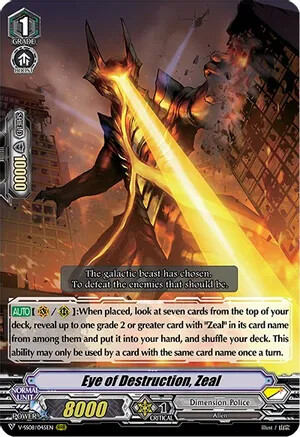 1
GRADE
BOOST
SHIELD
10000
The galactic beast has chosen.
To defeat the enemies that should be.
AUTO / 1:When placed, look at seven cards from the top of your
deck, reveal up to one grade 2 or greater card with "Zeal" in its card name
from among them and put it into your hand, and shuffle your deck. This
ability may only be used by a card with the same card name once a turn.
NORMAL
UNIT
Eye of Destruction, Zeal
V-SS08/045EN RRR
POWER 8000
1
CRITICAL
Dimension Police
Alien
Illust /